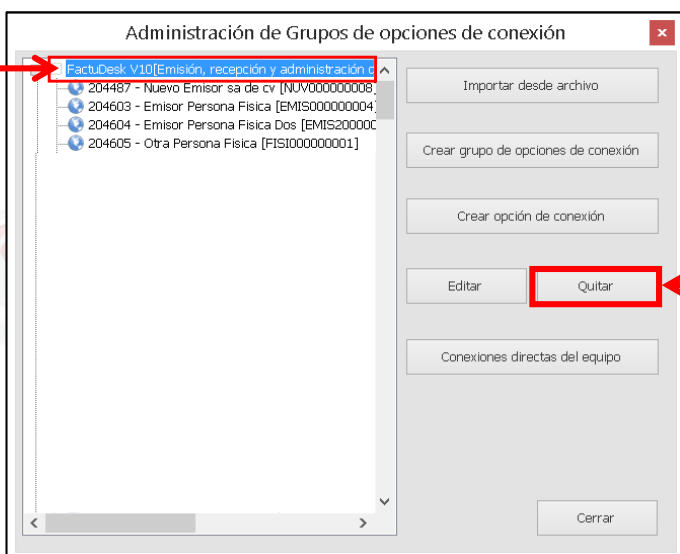 Administración de Grupos de opciones de conexión
FactuDesk V10[Emisión, recepción y administración
204487 - Nuevo Emisor sa de cv [NUV000000008]
204603 - Emisor Persona Fisica [EMIS000000004]
204604 - Emisor Persona Fisica Dos [EMIS200000
204605 - Otra Persona Fisica [FISI000000001]
Importar desde archivo
Crear grupo de opciones de conexión
Crear opción de conexión
Editar
Quitar
Conexiones directas del equipo
Cerrar